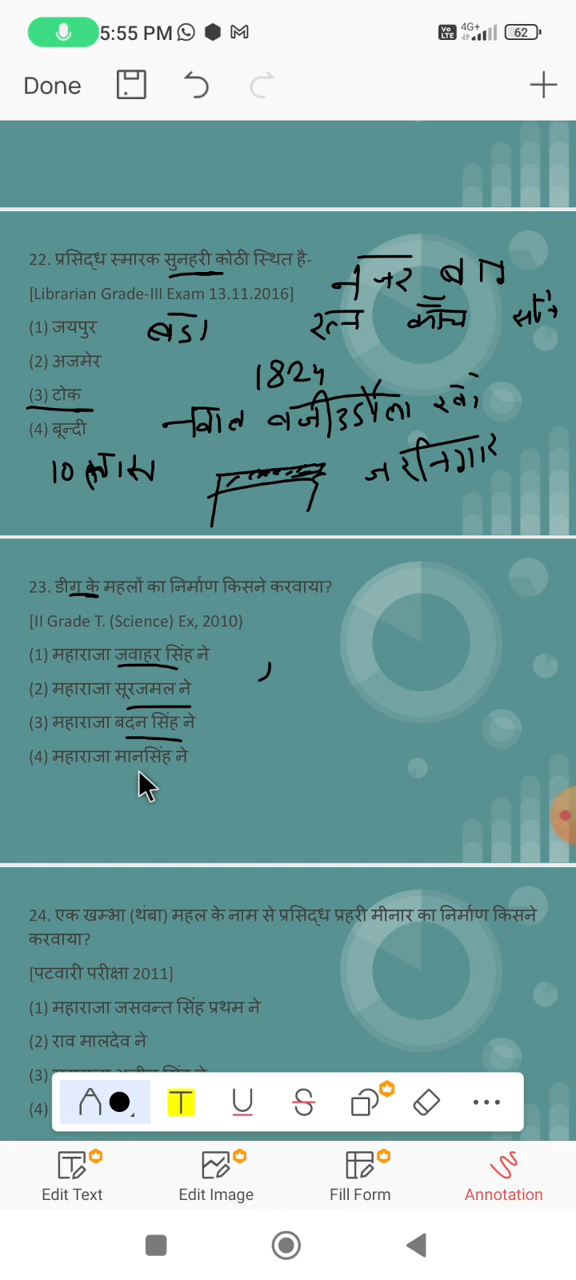 5:55 PM
4G+
62
Done
22. प्रसिद्ध स्मारक सुनहरी कोठी स्थित है-
[Librarian Grade-III Exam 13.11.2016]
(1) जयपुर
(2) अजमेर
(3) टोंक
(4) बून्दी
नजर बाग
रत्न काँच
बड़ा
1824
10 साल
23. डीग के महलों का निर्माण किसने करवाया?
[II Grade T. (Science) Ex, 2010)
(1) महाराजा जवाहर सिंह ने
(2) महाराजा सूरजमल ने
(3) महाराजा बदन सिंह ने
(4) महाराजा मानसिंह ने
24. एक खम्भा (थंबा) महल के नाम से प्रसिद्ध प्रहरी मीनार का निर्माण किसने
करवाया?
[पटवारी परीक्षा 2011]
(1) महाराजा जसवन्त सिंह प्रथम ने
(2) राव मालदेव ने
(3)
(4)
Edit Text
Edit Image
Fill Form
Annotation